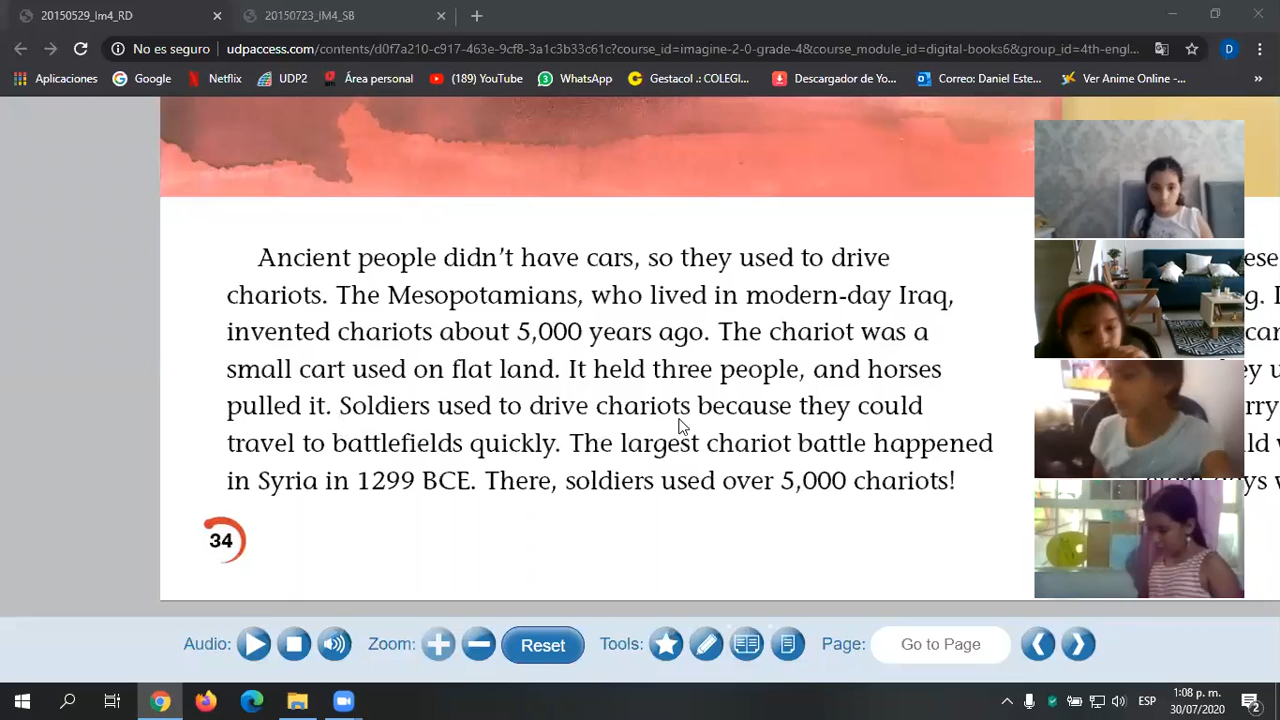 20150529_Im4_RD
20150723_IM4_SB
No es seguro
udpaccess.com/contents/d0f7a210-c917-463e-9cf8-3a1c3b33c61c?course_id=imagine-2-0-grade-4&course_module_id=digital-books6&group_id=4th-engl...
D
Aplicaciones
Google
Netflix
UDP2
Área personal
(189) YouTube
WhatsApp
Gestacol .: COLEGI...
Descargador de Yo...
Correo: Daniel Este...
Ver Anime Online -...
»
Ancient people didn't have cars, so they used to drive
chariots. The Mesopotamians, who lived in modern-day Iraq,
invented chariots about 5,000 years ago. The chariot was a
small cart used on flat land. It held three people, and horses
pulled it. Soldiers used to drive chariots because they could
travel to battlefields quickly. The largest chariot battle happened
in Syria in 1299 BCE. There, soldiers used over 5,000 chariots!
34
Audio:
Zoom:
Reset
Tools:
Page:
Go to Page
ESP
1:08 p. m.
30/07/2020
2